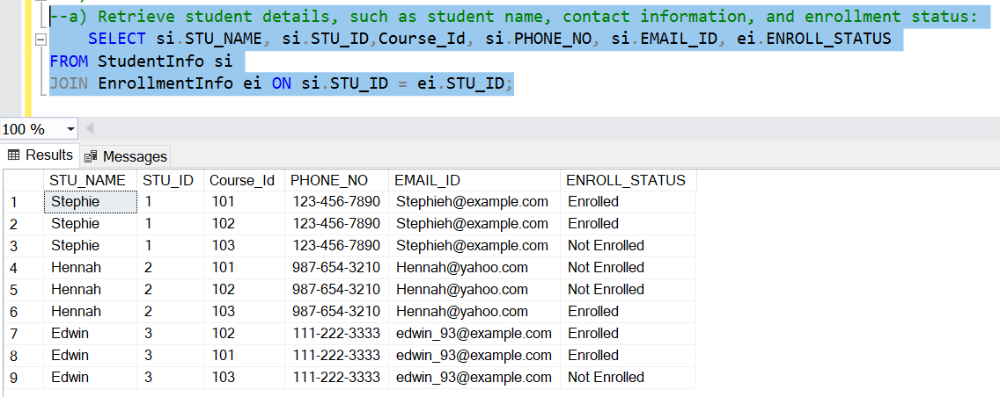 --a) Retrieve student details, such as student name, contact information, and enrollment status:
SELECT si.STU_NAME, si.STU_ID,Course_Id, si.PHONE_NO, si.EMAIL_ID, ei.ENROLL_STATUS
FROM StudentInfo si
JOIN EnrollmentInfo ei ON si.STU_ID = ei.STU_ID;
100 %
Results Messages
STU_NAME STU_ID Course_Id PHONE_NO EMAIL_ID ENROLL_STATUS
1 Stephie 1 101 123-456-7890 Stephieh@example.com Enrolled
2 Stephie 1 102 123-456-7890 Stephieh@example.com Enrolled
3 Stephie 1 103 123-456-7890 Stephieh@example.com Not Enrolled
4 Hennah 2 101 987-654-3210 Hennah@yahoo.com Not Enrolled
5 Hennah 2 102 987-654-3210 Hennah@yahoo.com Not Enrolled
6 Hennah 2 103 987-654-3210 Hennah@yahoo.com Enrolled
7 Edwin 3 102 111-222-3333 edwin_93@example.com Enrolled
8 Edwin 3 101 111-222-3333 edwin_93@example.com Enrolled
9 Edwin 3 103 111-222-3333 edwin_93@example.com Not Enrolled